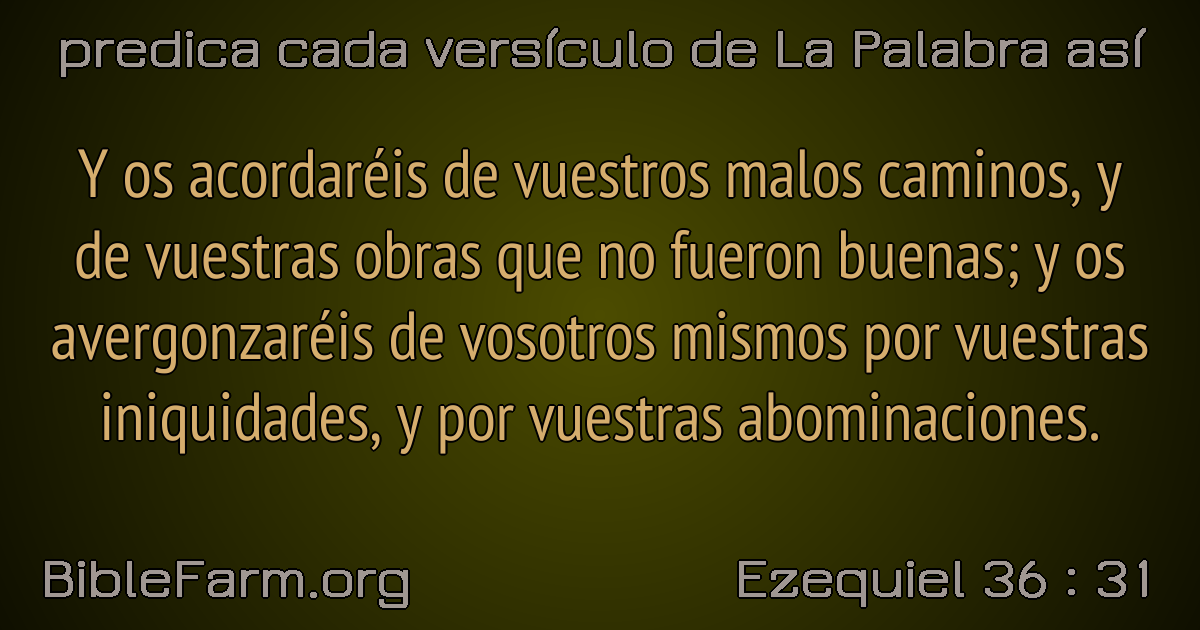 predica cada versículo de La Palabra así
Y os acordaréis de vuestros malos caminos, y
de vuestras obras que no fueron buenas; y os
avergonzaréis de vosotros mismos por vuestras
iniquidades, y por vuestras abominaciones.
BibleFarm.org
Ezequiel 36 : 31